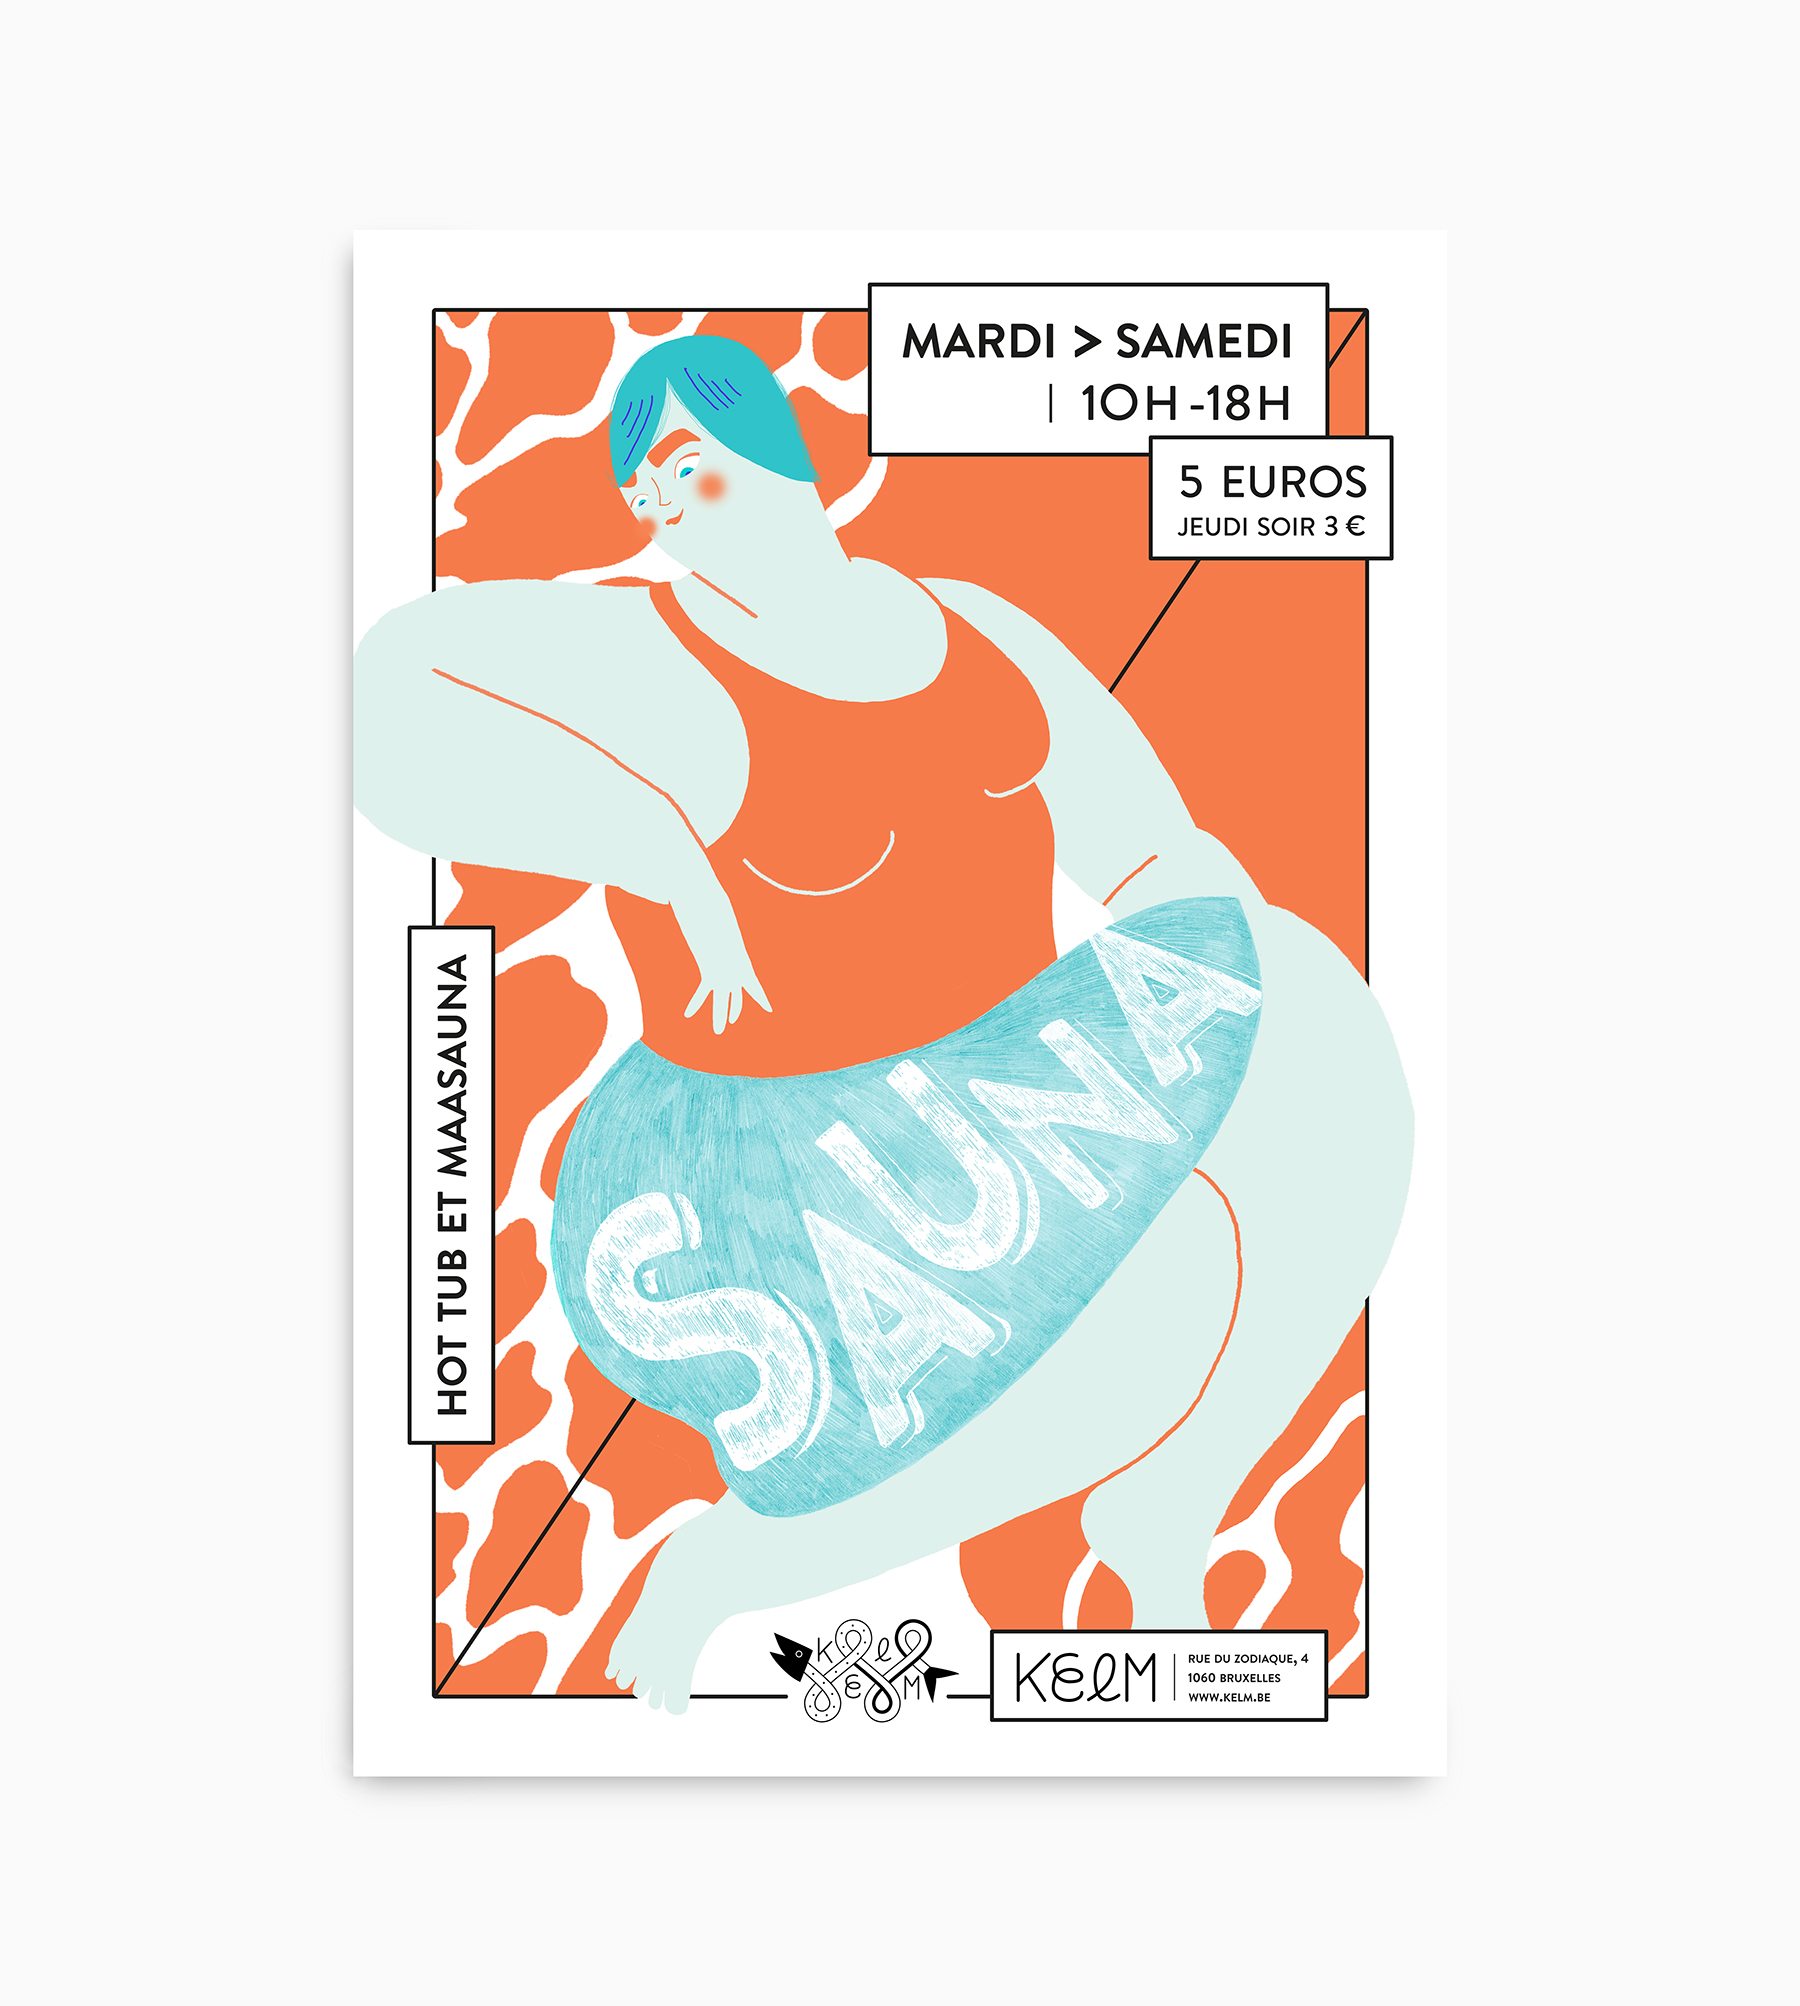 MARDI > SAMEDI
| 10H-18H
5 EUROS
JEUDI SOIR 3 €
HOT TUB ET MAASAUNA
SAUNA
K E l M
KElM
RUE DU ZODIAQUE, 4
1060 BRUXELLES
WWW.KELM.BE